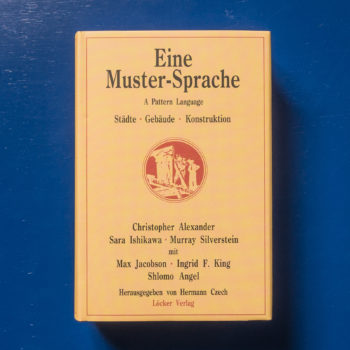 Eine
Muster-Sprache
A Pattern Language
Städte · Gebäude · Konstruktion
Christopher Alexander
Sara Ishikawa · Murray Silverstein
mit
Max Jacobson · Ingrid F. King
Shlomo Angel
Herausgegeben von Hermann Czech
Löcker Verlag